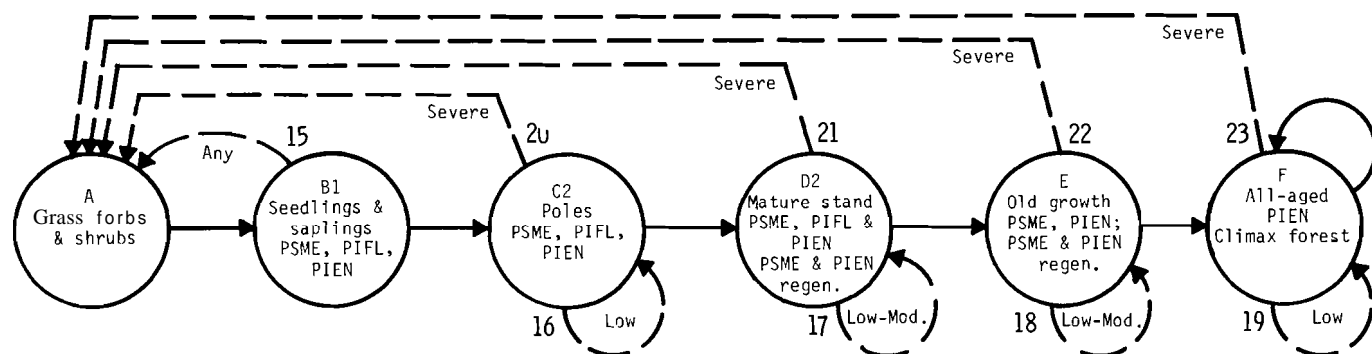 Severe
Severe
Severe
Severe
15
2u
21
22
23
Any
A
Grass forbs
& shrubs
B1
Seedlings &
saplings
PSME, PIFL,
PIEN
C2
Poles
PSME, PIFL,
PIEN
D2
Mature stand
PSME, PIFL &
PIEN
PSME & PIEN
regen.
E
Old growth
PSME, PIEN;
PSME & PIEN
regen.
F
All-aged
PIEN
Climax forest
16
Low
17
Low-Mod.
18
Low-Mod.
19
Low